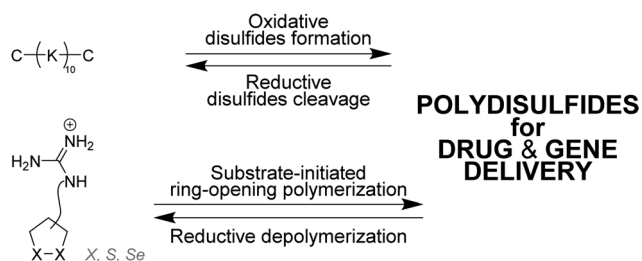 Oxidative
disulfides formation
C-(K)10-C
Reductive
disulfides cleavage
POLYDISULFIDES
for
DRUG & GENE
DELIVERY
⊕
NH2
H2N
NH
Substrate-initiated
ring-opening polymerization
Reductive depolymerization
X-X
X, S, Se